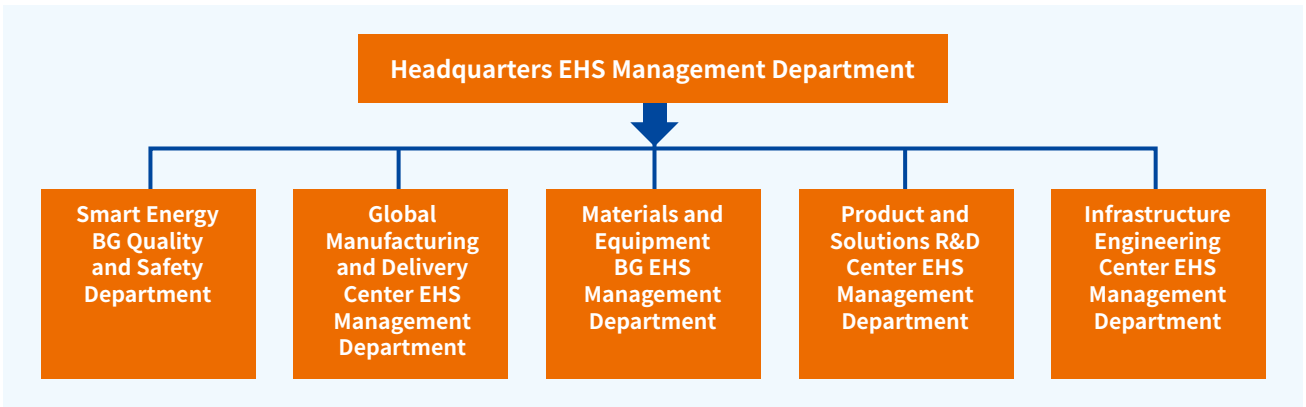 Headquarters EHS Management Department
Smart Energy
BG Quality
and Safety
Department
Global
Manufacturing
and Delivery
Center EHS
Management
Department
Materials and
Equipment
BG EHS
Management
Department
Product and
Solutions R&D
Center EHS
Management
Department
Infrastructure
Engineering
Center EHS
Management
Department